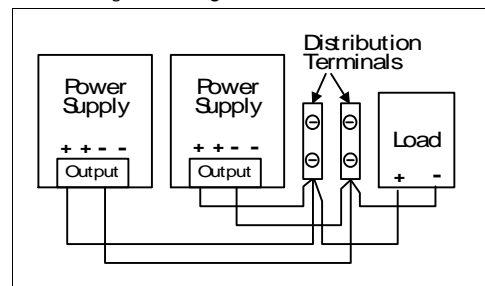 Distribution
Terminals
Power
Supply
+ + - -
Output
Power
Supply
+ + - -
Output
Load
+ -